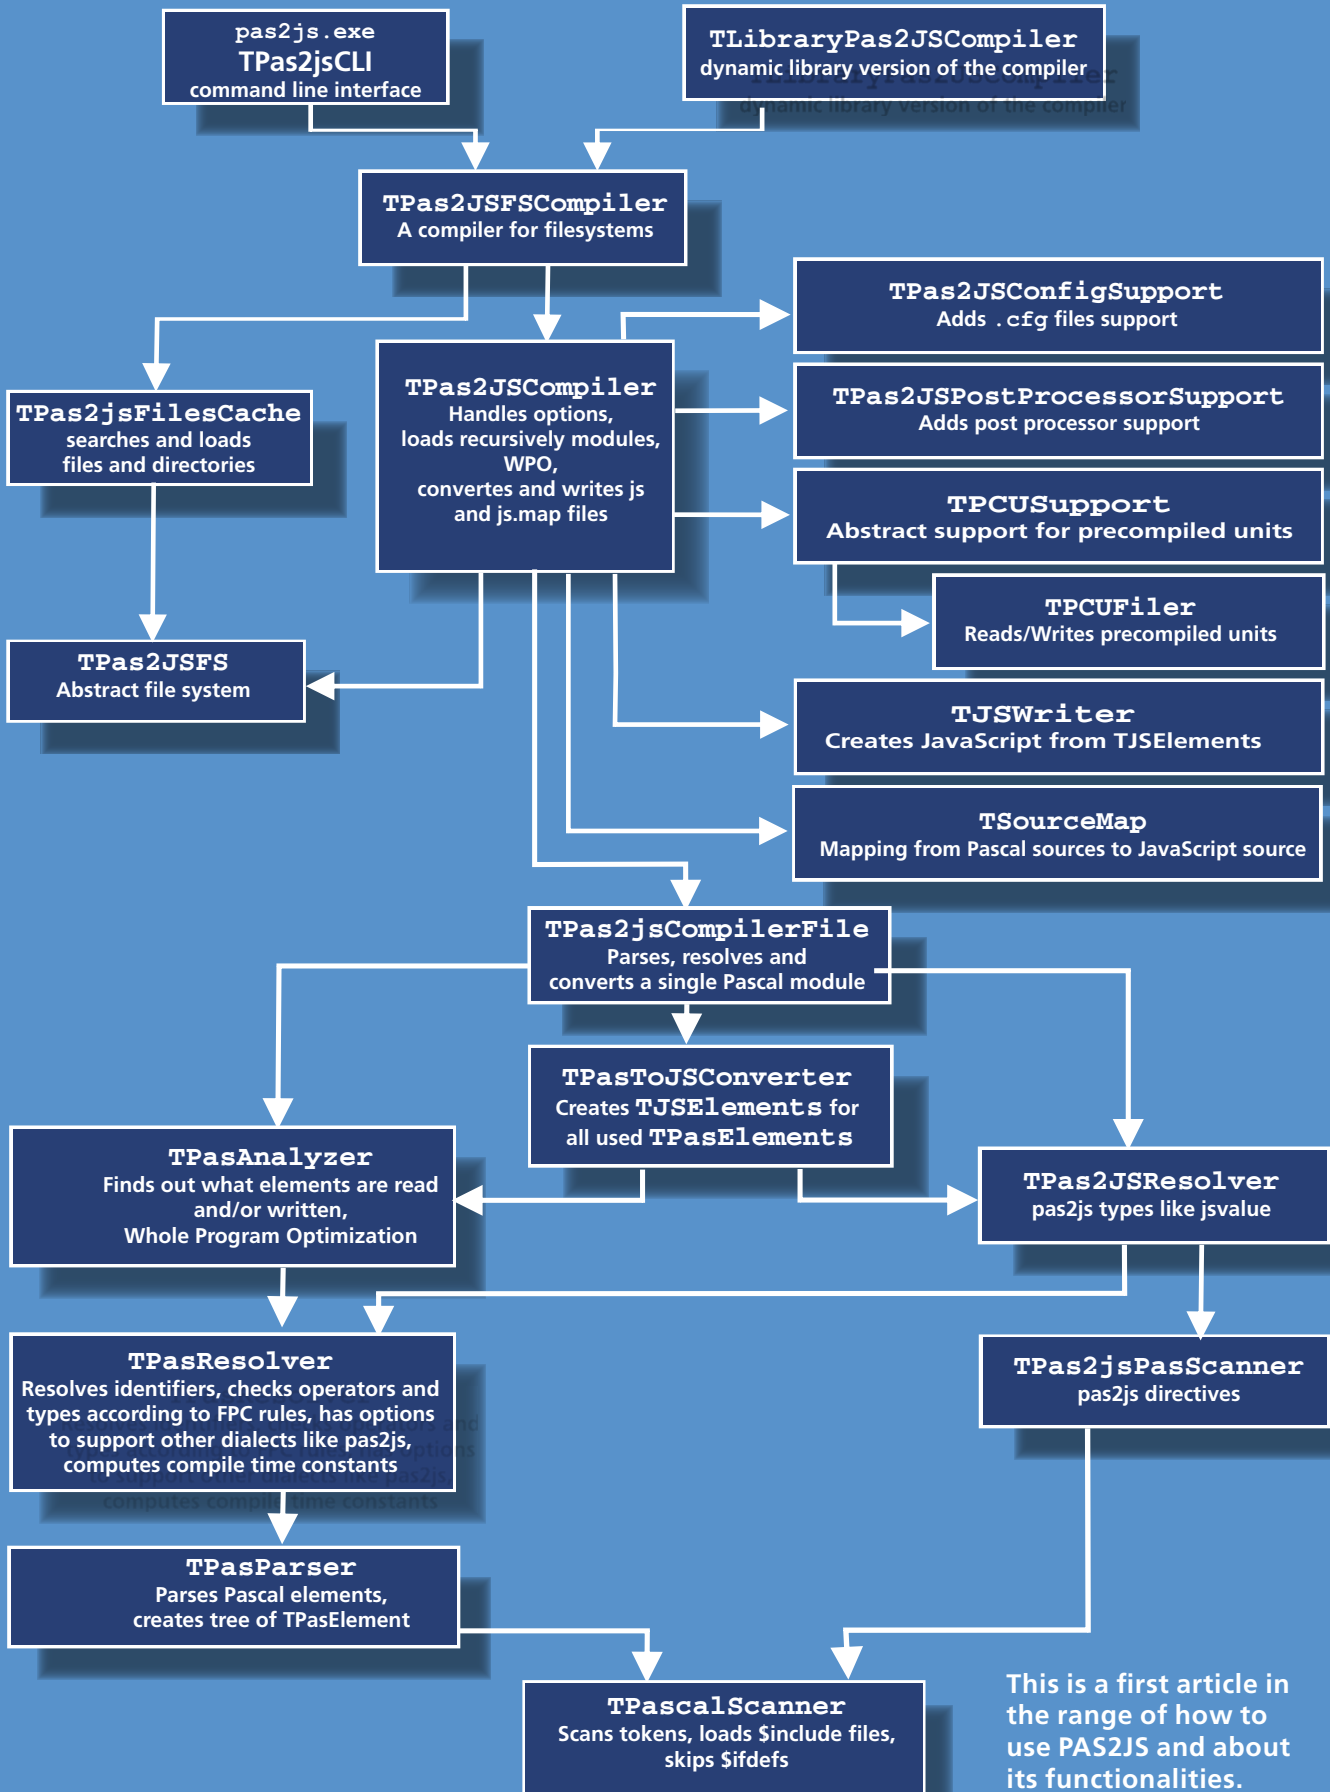 pas2js.exe
TPas2jsCLI
command line interface
TLibraryPas2JSCompiler
dynamic library version of the compiler
TPas2JSFSCompiler
A compiler for filesystems
TPas2JSConfigSupport
Adds .cfg files support
TPas2JSCompiler
Handles options,
loads recursively modules,
WPO,
convertes and writes js
and js.map files
TPas2jsFilesCache
searches and loads
files and directories
TPas2JSPostProcessorSupport
Adds post processor support
TPCUSupport
Abstract support for precompiled units
TPCUFiler
Reads/Writes precompiled units
TPas2JSFS
Abstract file system
TJSWriter
Creates JavaScript from TJSElements
TSourceMap
Mapping from Pascal sources to JavaScript source
TPas2jsCompilerFile
Parses, resolves and
converts a single Pascal module
TPasToJSConverter
Creates TJSElements for
all used TPasElements
TPasAnalyzer
Finds out what elements are read
and/or written,
Whole Program Optimization
TPas2JSResolver
pas2js types like jsvalue
TPasResolver
Resolves identifiers, checks operators and
types according to FPC rules, has options
to support other dialects like pas2js,
computes compile time constants
TPas2jsPasScanner
pas2js directives
TPasParser
Parses Pascal elements,
creates tree of TPasElement
TPascalScanner
Scans tokens, loads $include files,
skips $ifdefs
This is a first article in
the range of how to
use PAS2JS and about
its functionalities.